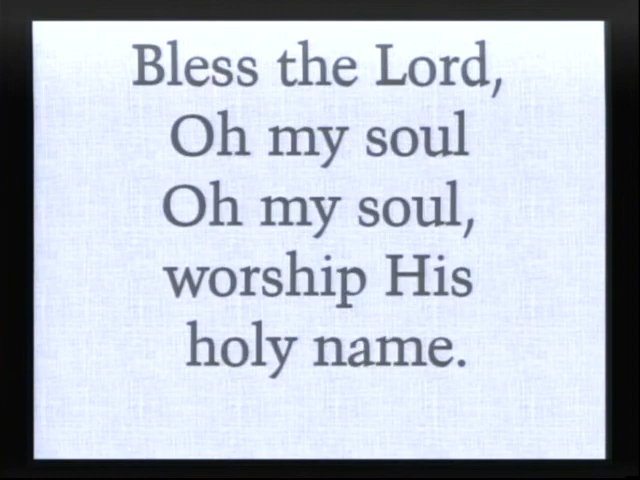 Bless the Lord,
Oh my soul
Oh my soul,
worship His
holy name.